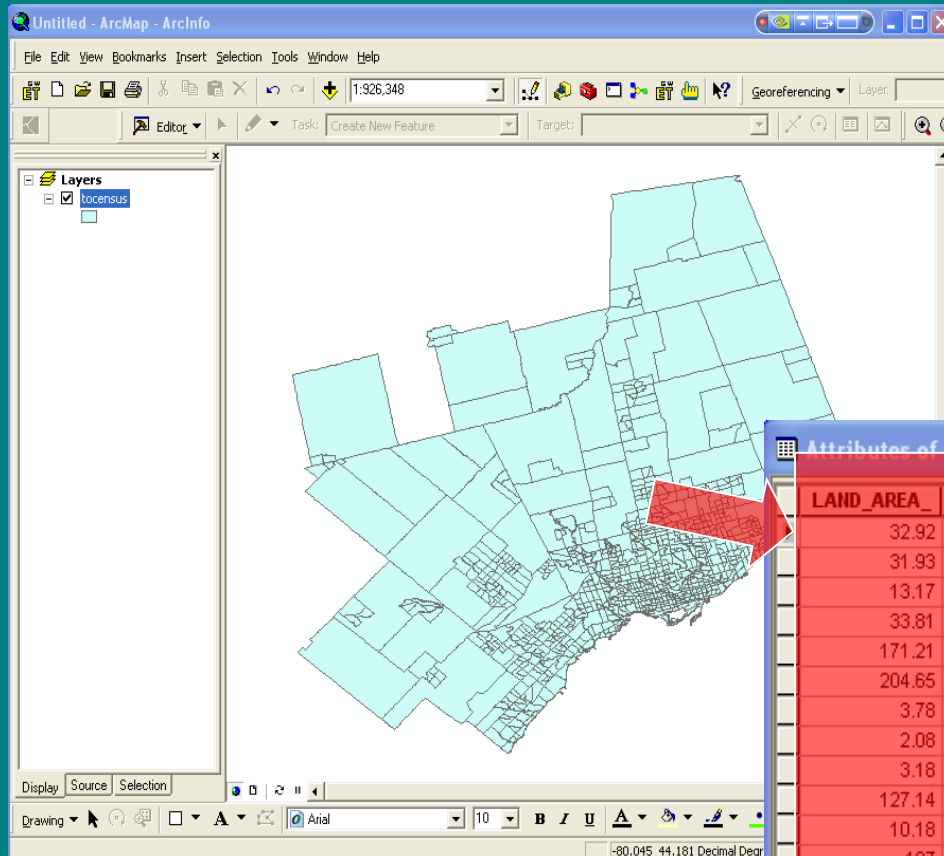 Untitled - ArcMap - ArcInfo
File Edit View Bookmarks Insert Selection Tools Window Help
1:926,348 Georeferencing Layer:
Editor Task: Create New Feature Target:
Layers
tocensus
Attributes of
LAND_AREA_
32.92
31.93
13.17
33.81
171.21
204.65
3.78
2.08
3.18
127.14
10.18
Display Source Selection
Drawing A Arial 10 B I U A
-80.045 44.181 Decimal Degr